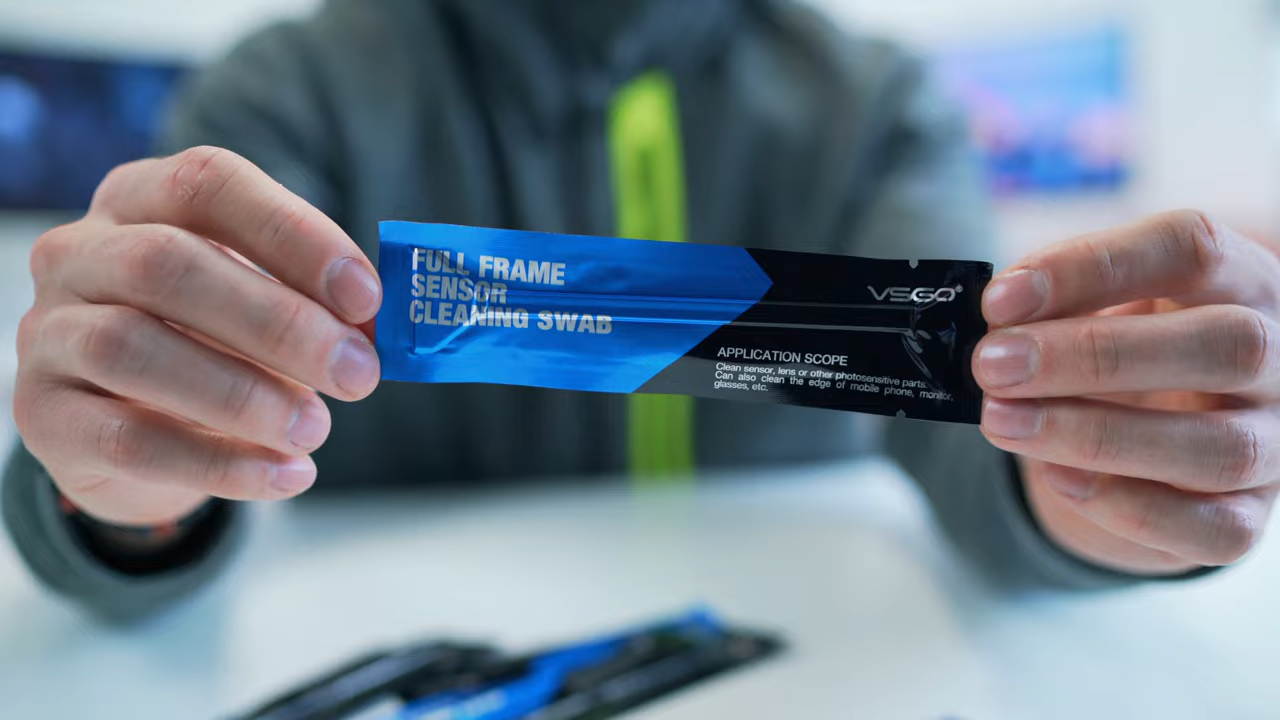 FULL FRAME
SENSOR
CLEANING SWAB
VSGO®
APPLICATION SCOPE
Clean sensor, lens or other photosensitive parts.
Can also clean the edge of mobile phone, monitor,
glasses, etc.